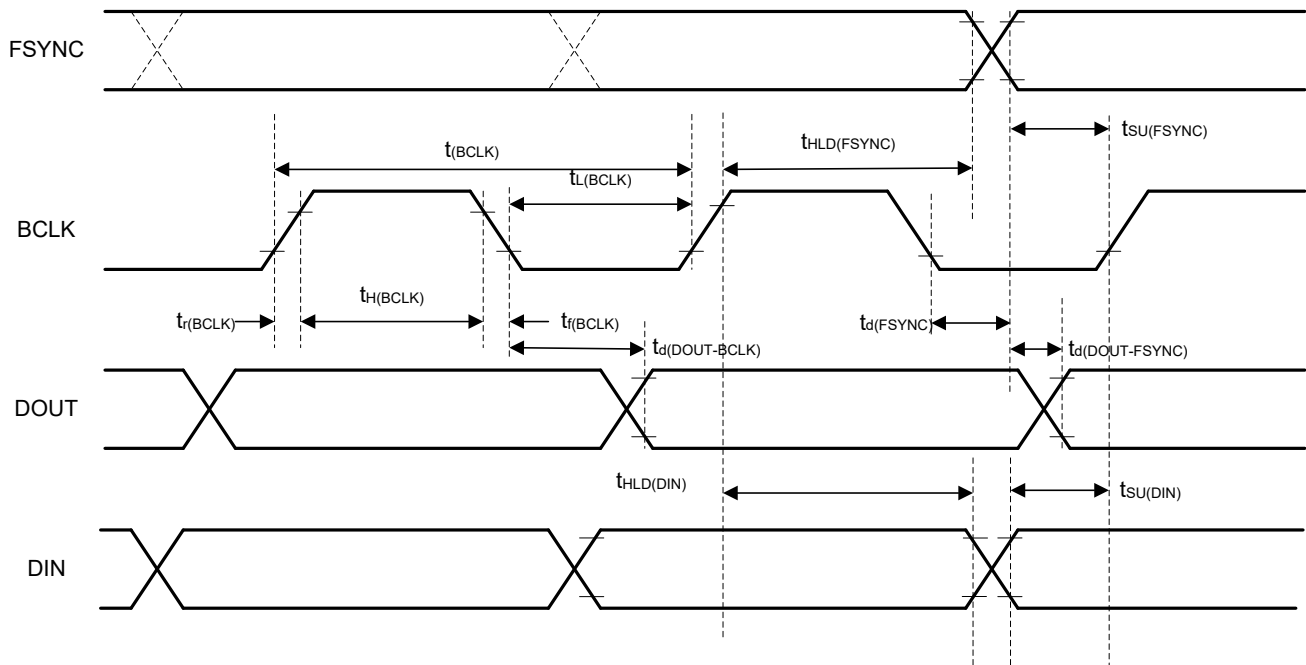 FSYNC
tSU(FSYNC)
tHLD(FSYNC)
t(BCLK)
tL(BCLK)
BCLK
tH(BCLK)
tr(BCLK)
tf(BCLK)
td(FSYNC)
td(DOUT-BCLK)
td(DOUT-FSYNC)
DOUT
tHLD(DIN)
tSU(DIN)
DIN